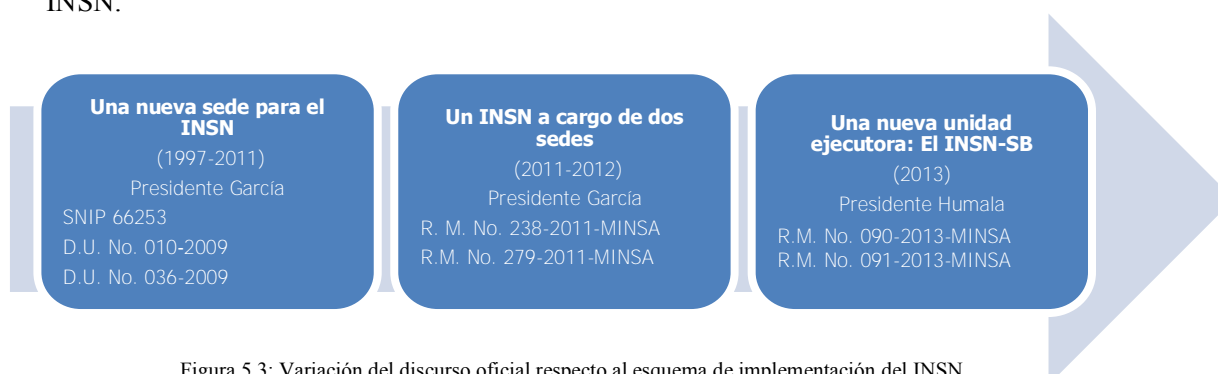 INSN.
Una nueva sede para el
INSN
(1997-2011)
Presidente García
SNIP 66253
D.U. No. 010-2009
D.U. No. 036-2009
Un INSN a cargo de dos
sedes
(2011-2012)
Presidente García
R. M. No. 238-2011-MINSA
R.M. No. 279-2011-MINSA
Una nueva unidad
ejecutora: El INSN-SB
(2013)
Presidente Humala
R.M. No. 090-2013-MINSA
R.M. No. 091-2013-MINSA
Figura 5.3: Variación del discurso oficial respecto al esquema de implementación del INSN